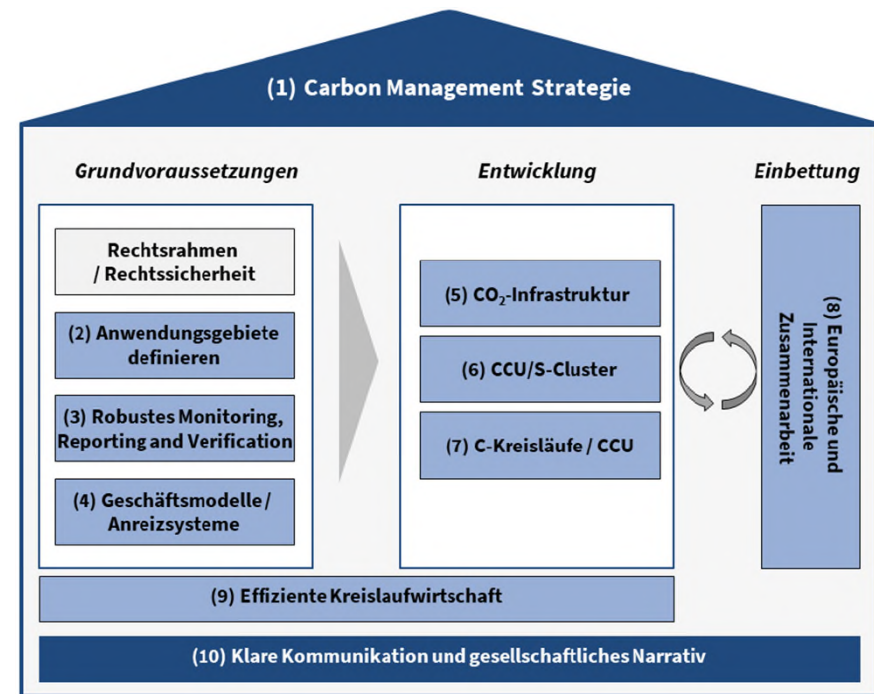 (1) Carbon Management Strategie
Grundvoraussetzungen
Entwicklung
Einbettung
Rechtsrahmen
/ Rechtssicherheit
(2) Anwendungsgebiete
definieren
(3) Robustes Monitoring,
Reporting and Verification
(4) Geschäftsmodelle /
Anreizsysteme
(5) CO₂-Infrastruktur
(6) CCU/S-Cluster
(7) C-Kreisläufe / CCU
(8) Europäische und
Internationale
Zusammenarbeit
(9) Effiziente Kreislaufwirtschaft
(10) Klare Kommunikation und gesellschaftliches Narrativ